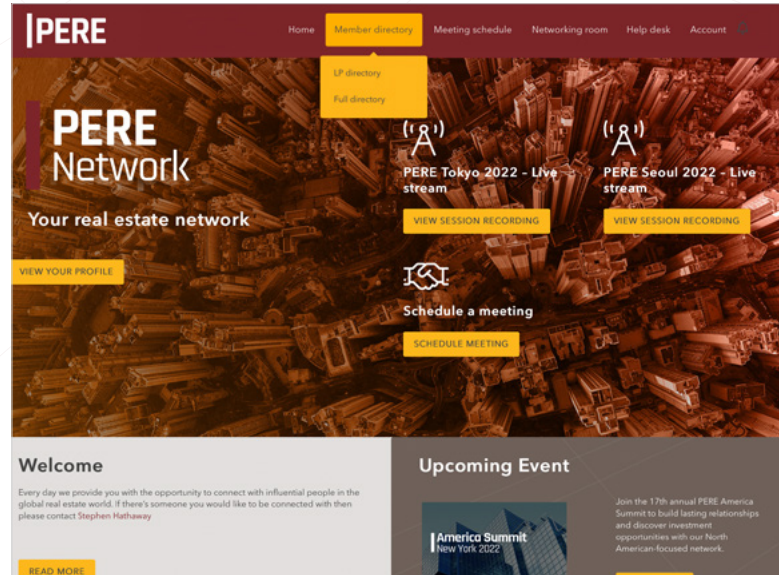 PERE
Home Member directory Meeting schedule Networking room Help desk Account
LP directory
Full directory
PERE
Network
Your real estate network
VIEW YOUR PROFILE
PERE Tokyo 2022 – Live
stream
VIEW SESSION RECORDING
PERE Seoul 2022 – Live
stream
VIEW SESSION RECORDING
Schedule a meeting
SCHEDULE MEETING
Welcome
Every day we provide you with the opportunity to connect with influential people in the
global real estate world. If there's someone you would like to be connected with then
please contact Stephen Hathaway
READ MORE
Upcoming Event
America Summit
New York 2022
Join the 17th annual PERE America
Summit to build lasting relationships
and discover investment
opportunities with our North
American-focused network.